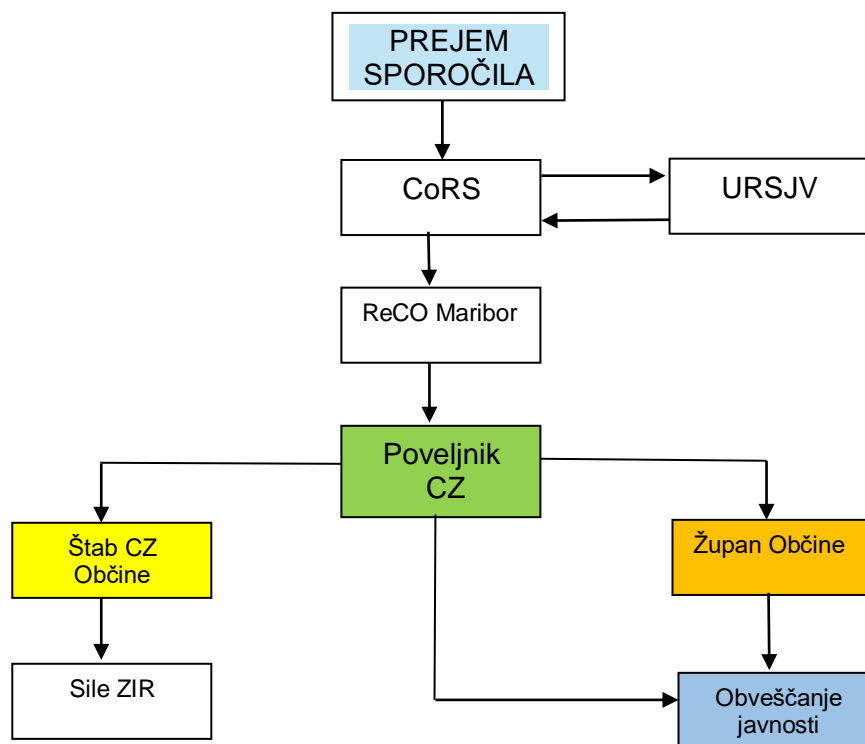 PREJEM
SPOROČILA
CoRS
URSJV
ReCO Maribor
Poveljnik
CZ
Štab CZ
Občine
Župan Občine
Sile ZIR
Obveščanje
javnosti